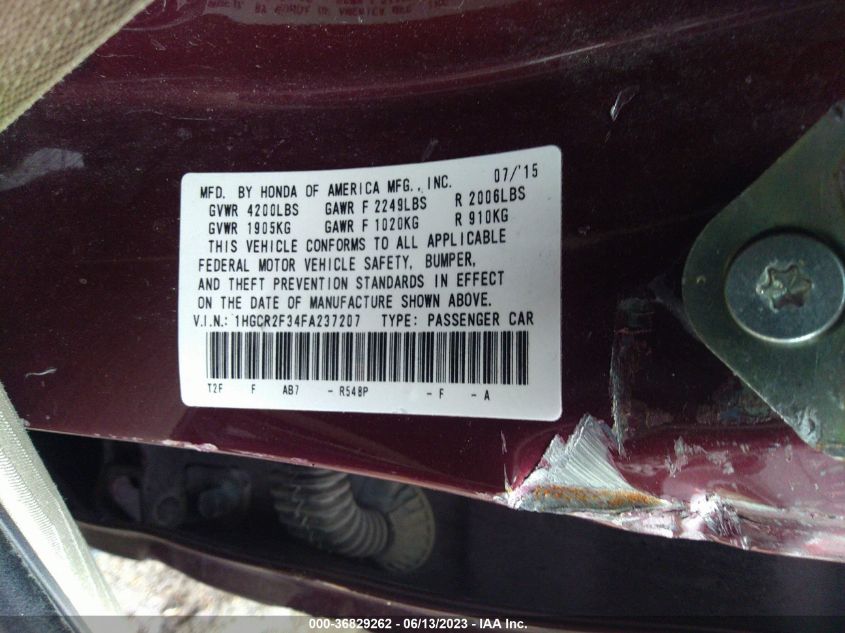 MFD. BY HONDA OF AMERICA MFG., INC. 07/'15
GVWR 4200LBS GAWR F 2249LBS R 2006LBS
GVWR 1905KG GAWR F 1020KG R 910KG
THIS VEHICLE CONFORMS TO ALL APPLICABLE
FEDERAL MOTOR VEHICLE SAFETY, BUMPER,
AND THEFT PREVENTION STANDARDS IN EFFECT
ON THE DATE OF MANUFACTURE SHOWN ABOVE.
V.I.N.: 1HGCR2F34FA237207 TYPE: PASSENGER CAR
T2F F AB7 - R548P - F - A
000-36829262 - 06/13/2023 - IAA Inc.